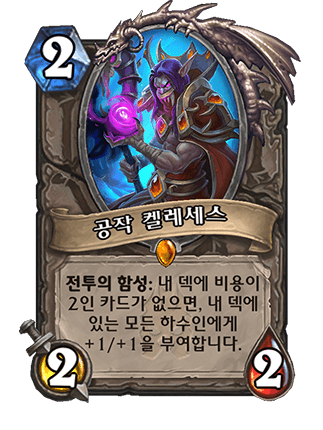 2
공작 켈레세스
전투의 함성: 내 덱에 비용이
2인 카드가 없으면, 내 덱에
있는 모든 하수인에게
+1/+1을 부여합니다.
2
2